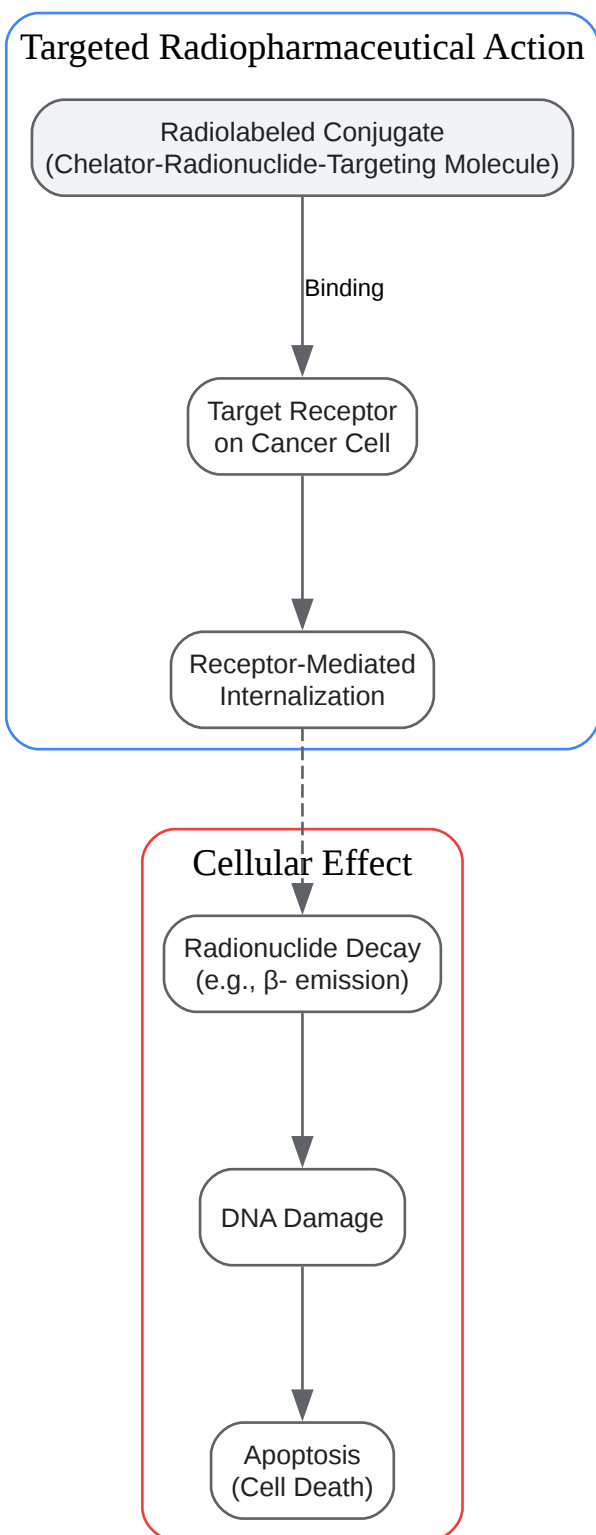 Targeted Radiopharmaceutical Action
Radiolabeled Conjugate
(Chelator-Radionuclide-Targeting Molecule)
Binding
Target Receptor
on Cancer Cell
Receptor-Mediated
Internalization
Cellular Effect
Radionuclide Decay
(e.g., β- emission)
DNA Damage
Apoptosis
(Cell Death)